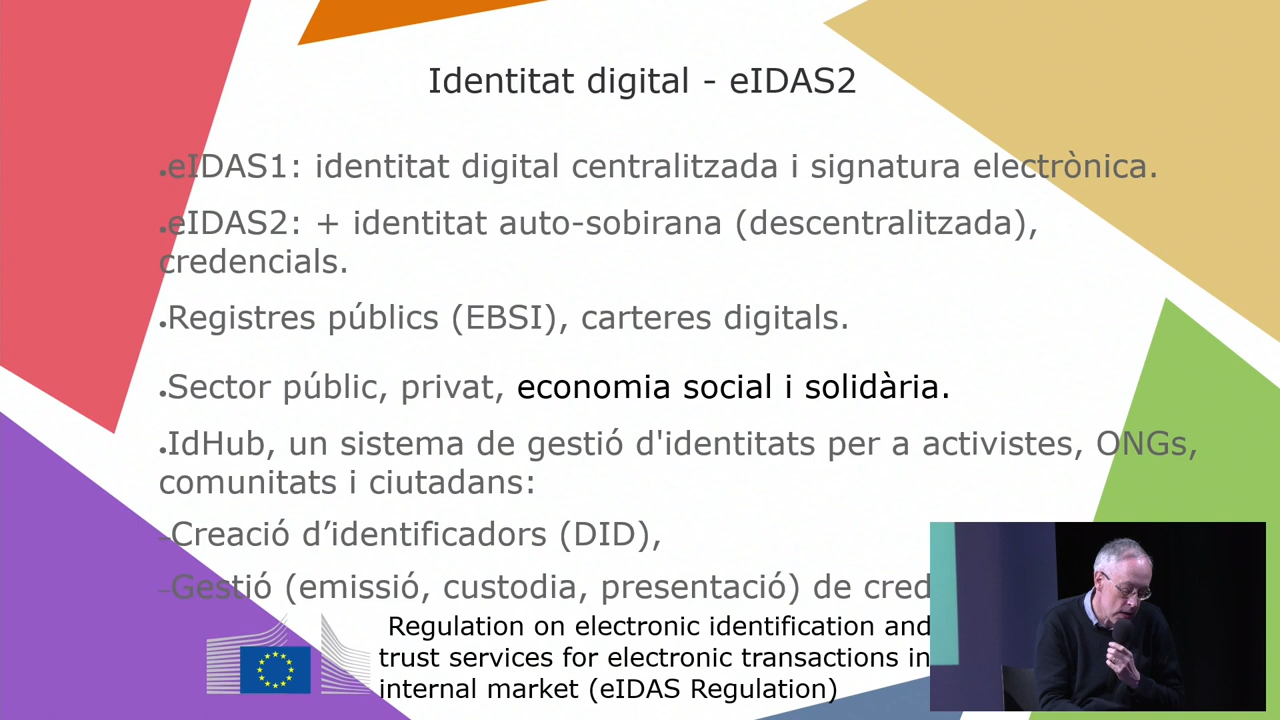 Identitat digital - eIDAS2
•eIDAS1: identitat digital centralitzada i signatura electrònica.
•eIDAS2: + identitat auto-sobirana (descentralitzada),
credencials.
•Registres públics (EBSI), carteres digitals.
•Sector públic, privat, economia social i solidària.
•IdHub, un sistema de gestió d'identitats per a activistes, ONGs,
comunitats i ciutadans:
–Creació d’identificadors (DID),
–Gestió (emissió, custodia, presentació) de cred
Regulation on electronic identification and
trust services for electronic transactions in
internal market (eIDAS Regulation)